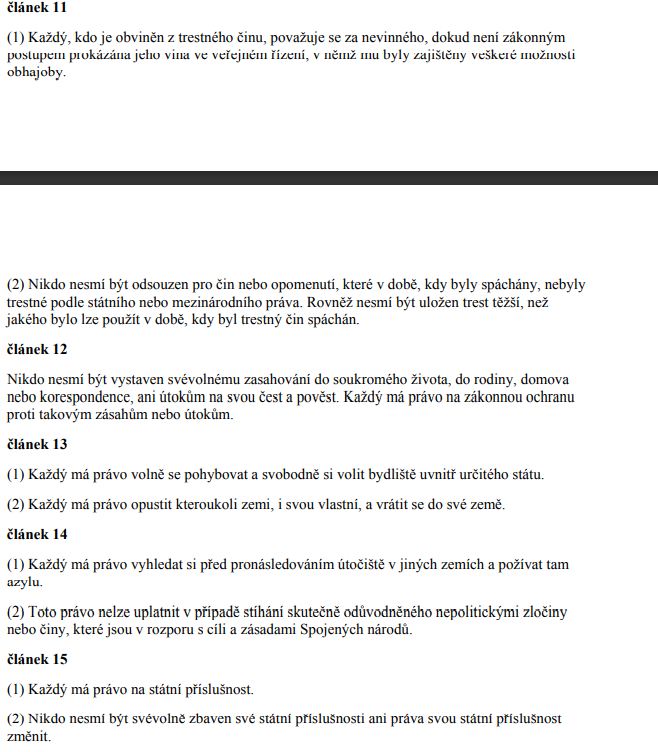 článek 11
(1) Každý, kdo je obviněn z trestného činu, považuje se za nevinného, dokud není zákonným
postupem prokázána jeho vina ve veřejném řízení, v němž mu byly zajištěny veškeré možnosti
obhajoby.
(2) Nikdo nesmí být odsouzen pro čin nebo opomenutí, které v době, kdy byly spáchány, nebyly
trestné podle státního nebo mezinárodního práva. Rovněž nesmí být uložen trest těžší, než
jakého bylo lze použít v době, kdy byl trestný čin spáchán.
článek 12
Nikdo nesmí být vystaven svévolnému zasahování do soukromého života, do rodiny, domova
nebo korespondence, ani útokům na svou čest a pověst. Každý má právo na zákonnou ochranu
proti takovým zásahům nebo útokům.
článek 13
(1) Každý má právo volně se pohybovat a svobodně si volit bydliště uvnitř určitého státu.
(2) Každý má právo opustit kteroukoli zemi, i svou vlastní, a vrátit se do své země.
článek 14
(1) Každý má právo vyhledat si před pronásledováním útočiště v jiných zemích a požívat tam
azylu.
(2) Toto právo nelze uplatnit v případě stíhání skutečně odůvodněného nepolitickými zločiny
nebo činy, které jsou v rozporu s cíli a zásadami Spojených národů.
článek 15
(1) Každý má právo na státní příslušnost.
(2) Nikdo nesmí být svévolně zbaven své státní příslušnosti ani práva svou státní příslušnost
změnit.